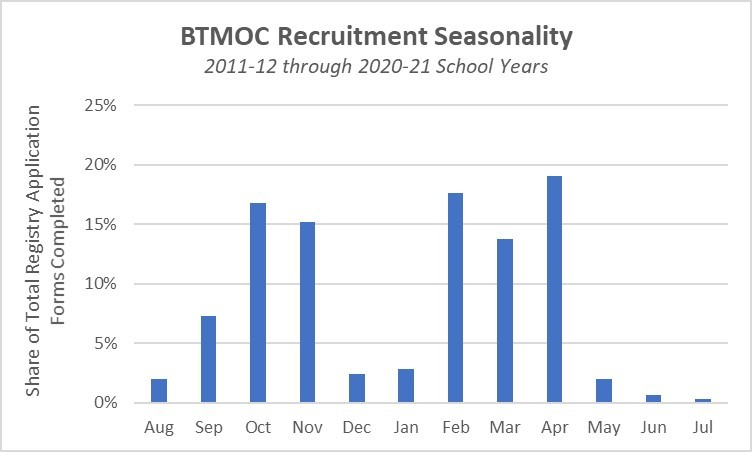 BTMOC Recruitment Seasonality
2011-12 through 2020-21 School Years
Share of Total Registry Application
Forms Completed
25%
20%
15%
10%
5%
0%
Aug Sep Oct Nov Dec Jan Feb Mar Apr May Jun Jul